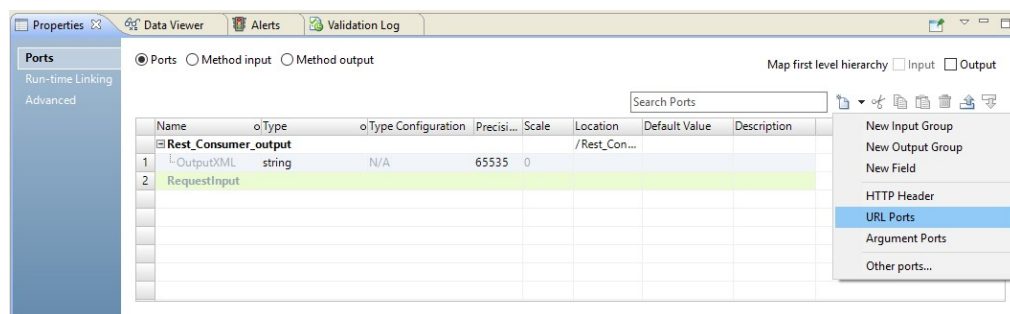 Properties Data Viewer Alerts Validation Log
Ports
Run-time Linking
Advanced
Ports Method input Method output
Map first level hierarchy Input Output
Search Ports
Name o Type o Type Configuration Precisi... Scale Location Default Value Description
Rest_Consumer_output /Rest_Con...
1 OutputXML string N/A 65535 0
2 RequestInput
New Input Group
New Output Group
New Field
HTTP Header
URL Ports
Argument Ports
Other ports...